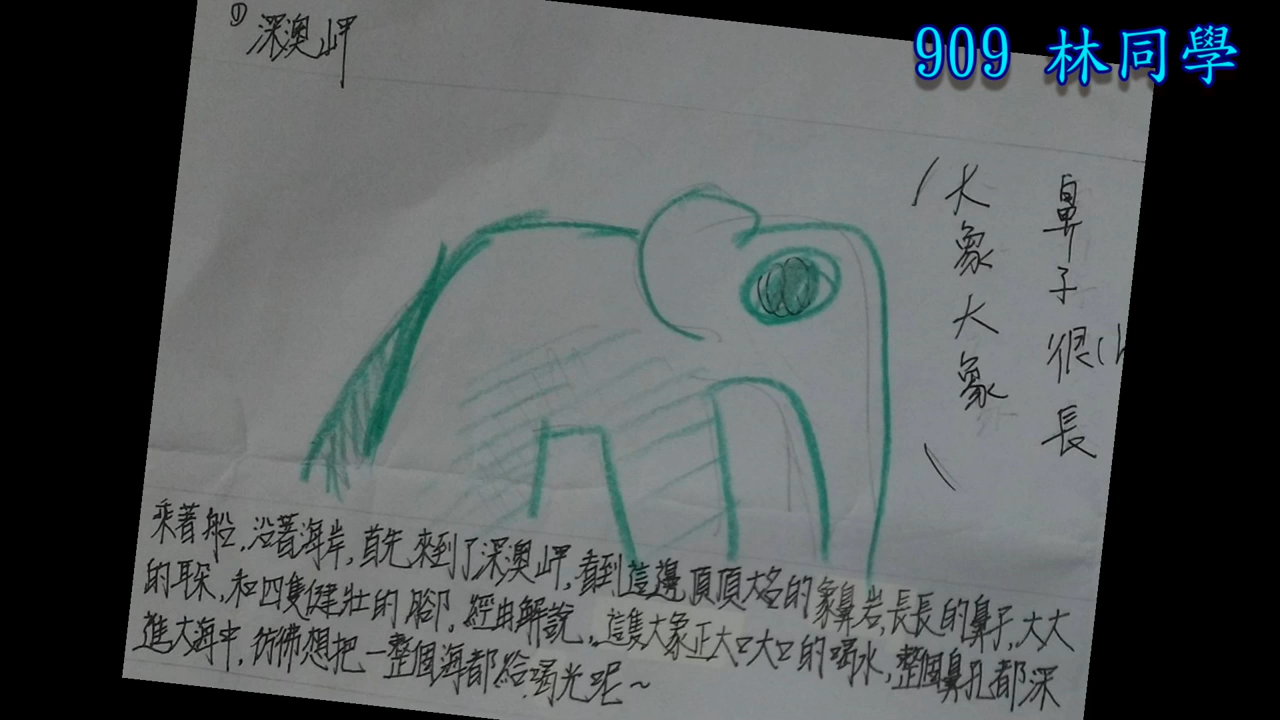 909 林同學
① 深澳岬
鼻子很長
(大象大象)
乘著船,沿著海岸,首先來到了深澳岬,看到這邊頂頂大名的象鼻岩,長長的鼻子,大大
的耳朵,和四隻健壯的腳,經由解說,這隻大象正大口大口的喝水,整個鼻孔都深
進大海中,彷彿想把一整個海都給喝光呢~